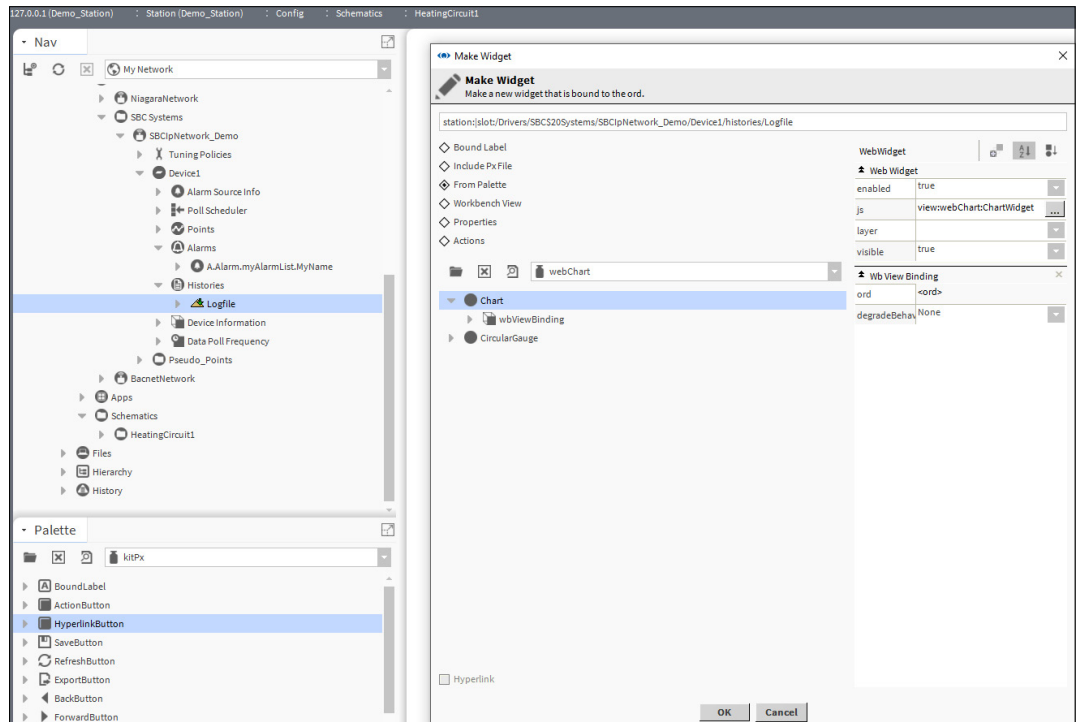 127.0.0.1 (Demo_Station) : Station (Demo_Station) : Config : Schematics : HeatingCircuit1
Nav
My Network
NiagaraNetwork
SBC Systems
SBCIpNetwork_Demo
Tuning Policies
Device1
Alarm Source Info
Poll Scheduler
Points
Alarms
A.Alarm.myAlarmList.MyName
Histories
Logfile
Device Information
Data Poll Frequency
Pseudo_Points
BacnetNetwork
Apps
Schematics
HeatingCircuit1
Files
Hierarchy
History
Palette
kitPx
BoundLabel
ActionButton
HyperlinkButton
SaveButton
RefreshButton
ExportButton
BackButton
ForwardButton
Make Widget
Make Widget
Make a new widget that is bound to the ord.
station:|slot:/Drivers/SBC$20Systems/SBCIpNetwork_Demo/Device1/histories/Logfile
Bound Label
Include Px File
From Palette
Workbench View
Properties
Actions
webChart
Chart
wbViewBinding
CircularGauge
Hyperlink
WebWidget
Web Widget
enabled true
js view:webChart:ChartWidget ...
layer
visible true
Wb View Binding
ord <ord>
degradeBehav None
OK Cancel